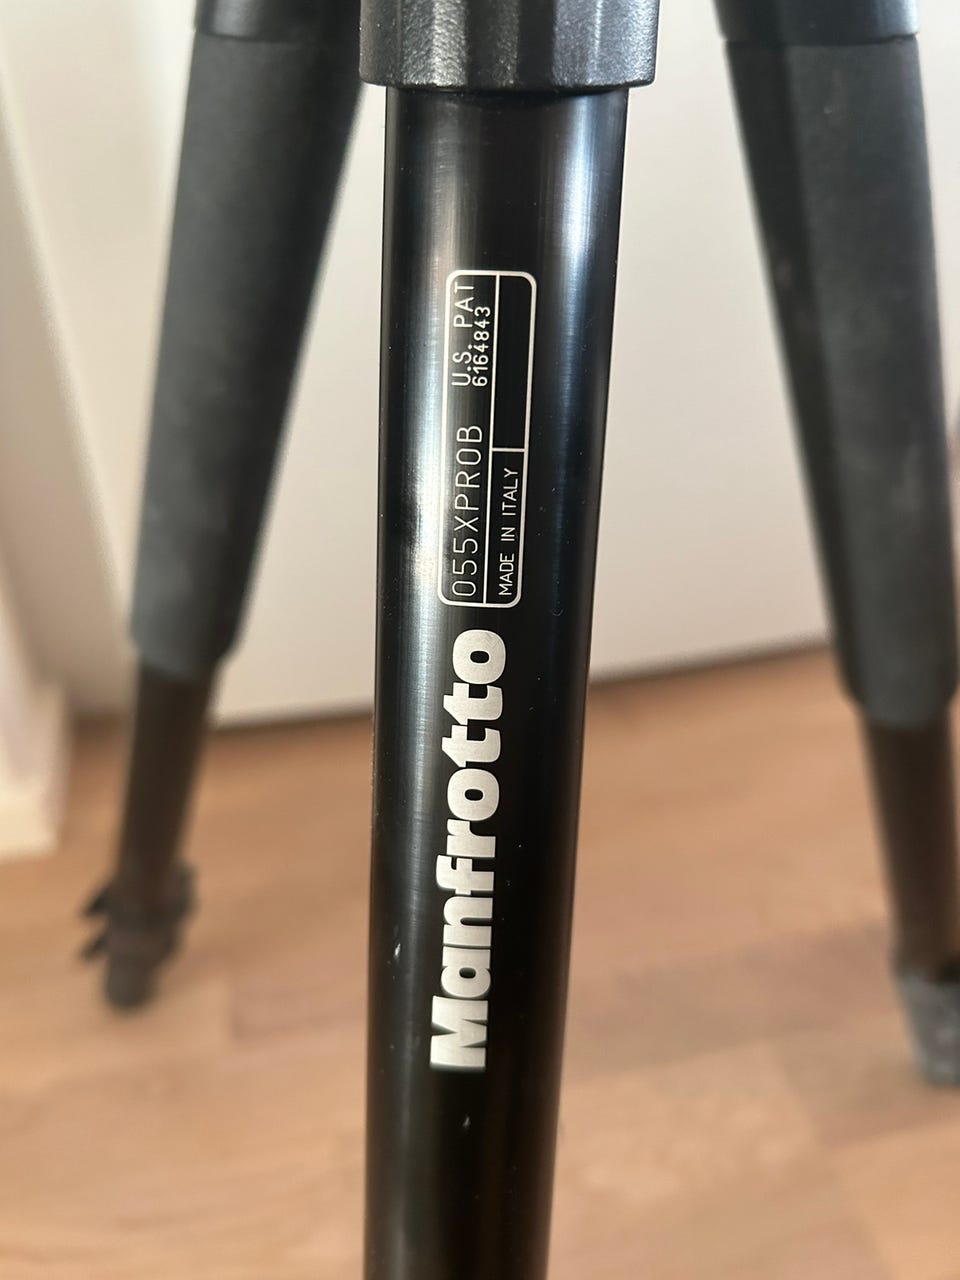 Manfrotto
055XPROB
U.S. PAT
6164843
MADE IN ITALY